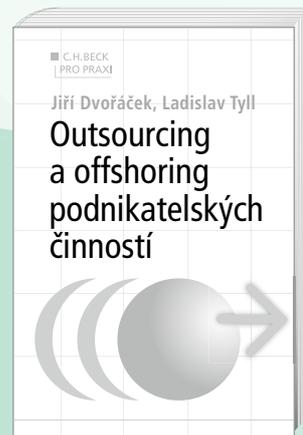 C.H.BECK
PRO PRAXI
Jiří Dvořáček, Ladislav Tyll
Outsourcing
a offshoring
podnikatelských
činností